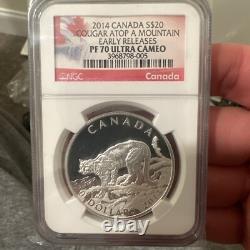 2014 CANADA S$20
COUGAR ATOP A MOUNTAIN
EARLY RELEASES
PF 70 ULTRA CAMEO
3968798-005
NGC Canada
CANADA
20 DOLLARS